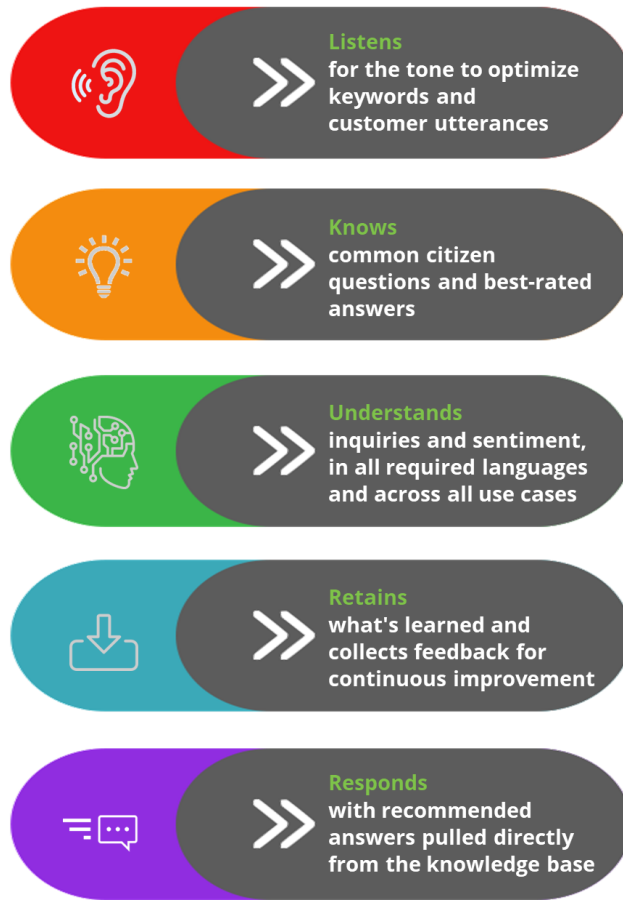 Listens
for the tone to optimize
keywords and
customer utterances
Knows
common citizen
questions and best-rated
answers
Understands
inquiries and sentiment,
in all required languages
and across all use cases
Retains
what's learned and
collects feedback for
continuous improvement
Responds
with recommended
answers pulled directly
from the knowledge base